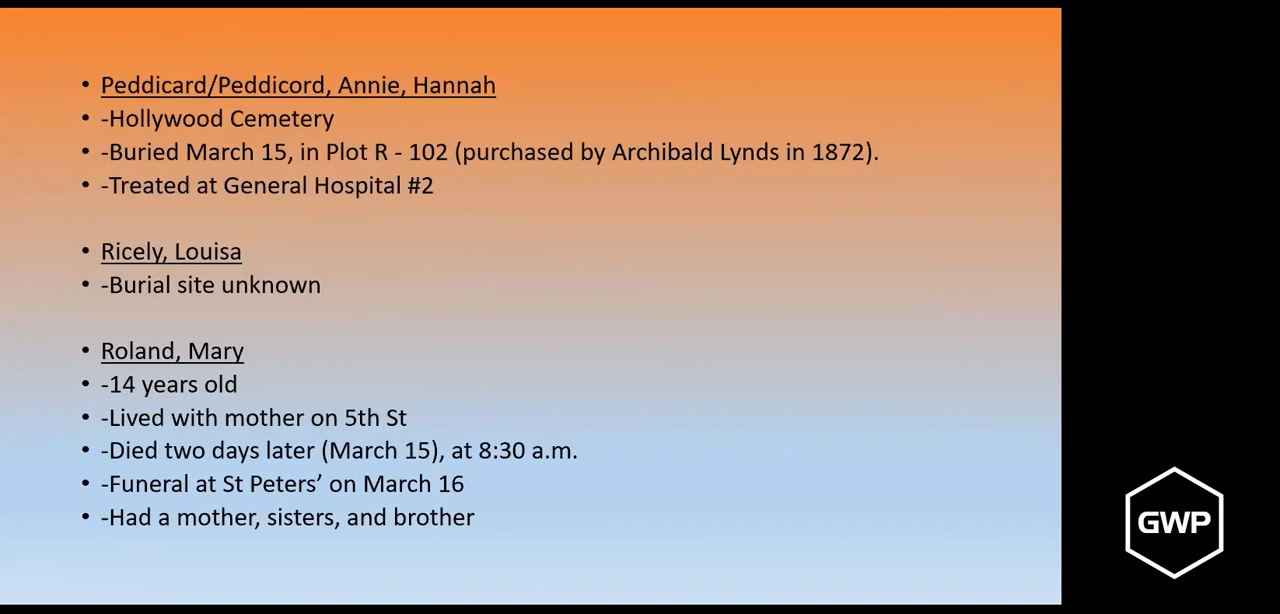 • Peddicard/Peddicord, Annie, Hannah
• -Hollywood Cemetery
• -Buried March 15, in Plot R - 102 (purchased by Archibald Lynds in 1872).
• -Treated at General Hospital #2
• Ricely, Louisa
• -Burial site unknown
• Roland, Mary
• -14 years old
• -Lived with mother on 5th St
• -Died two days later (March 15), at 8:30 a.m.
• -Funeral at St Peters’ on March 16
• -Had a mother, sisters, and brother
GWP